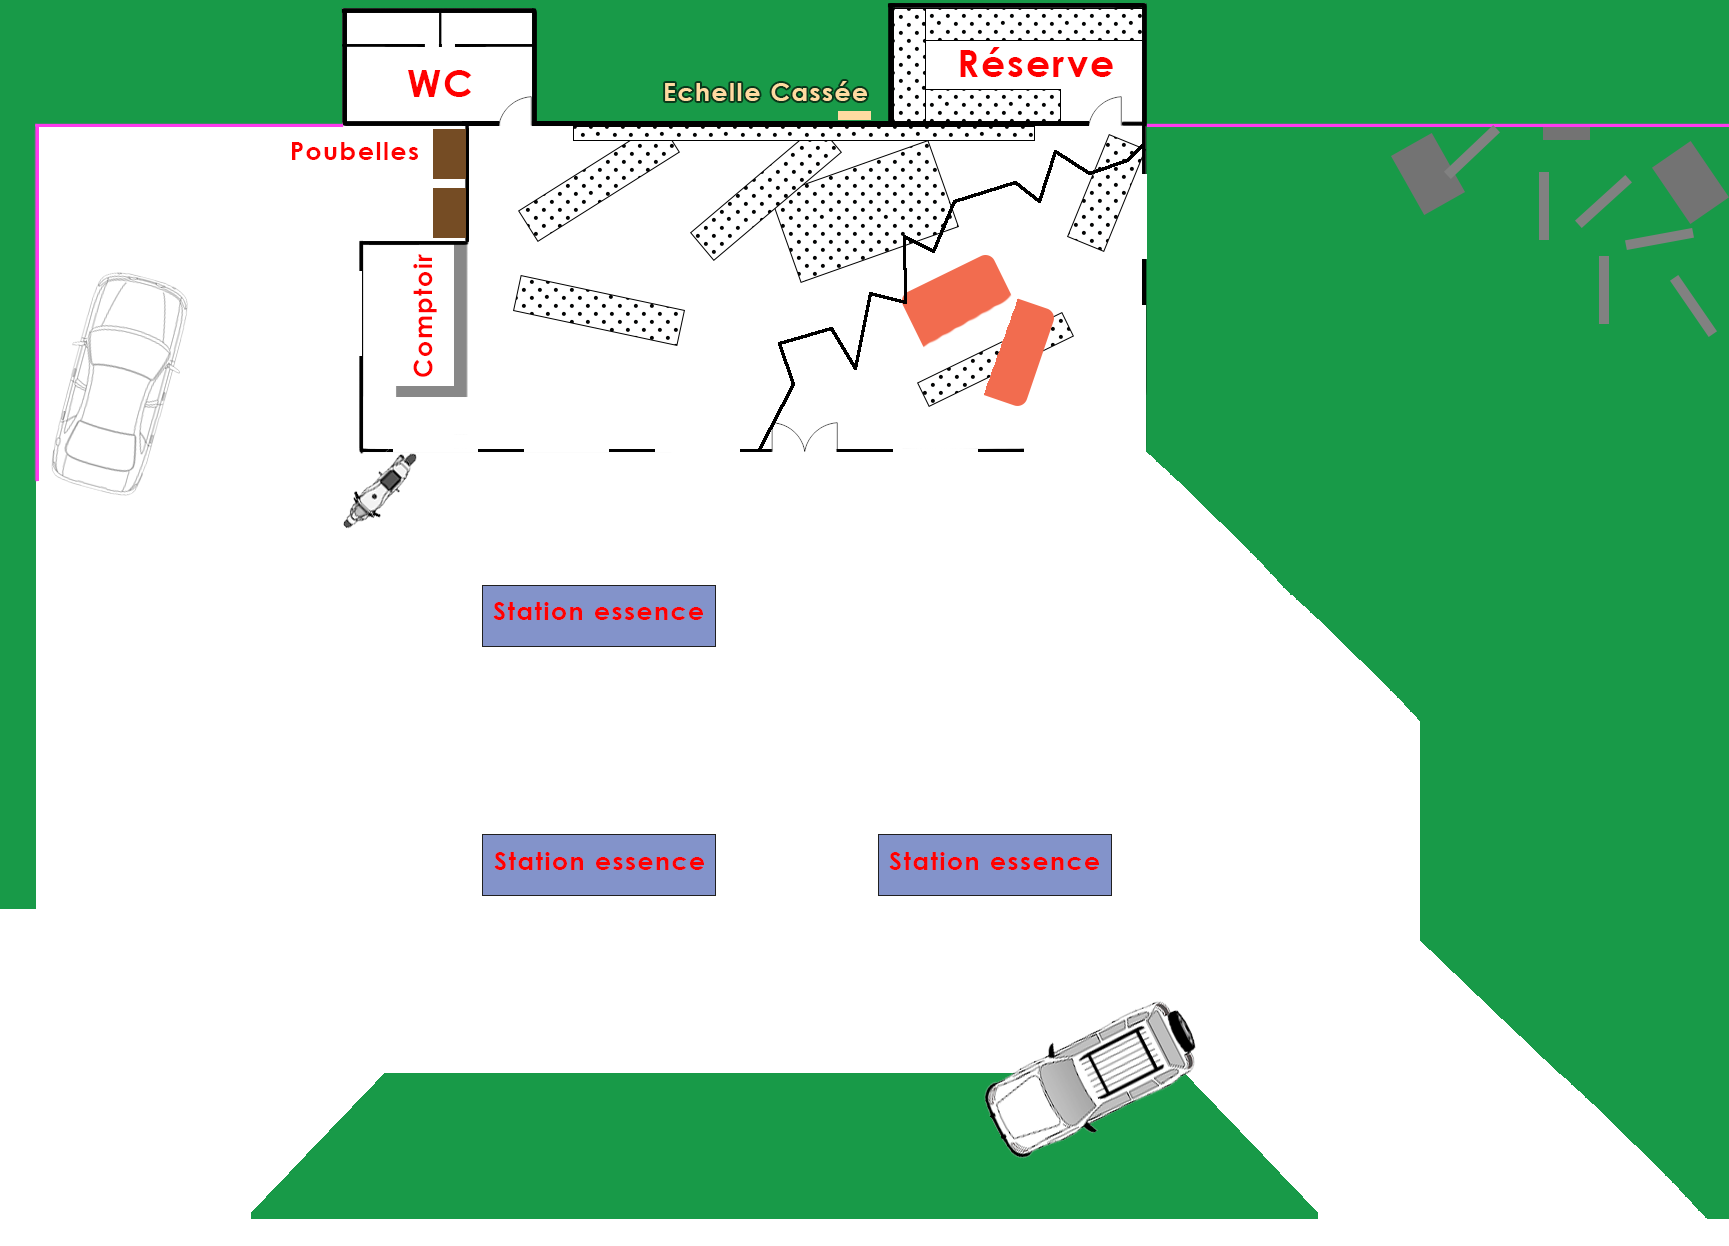 WC
Réserve
Echelle Cassée
Poubelles
Comptoir
Station essence
Station essence
Station essence